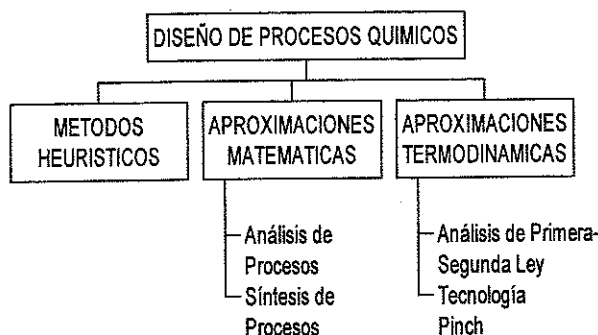 DISEÑO DE PROCESOS QUIMICOS
METODOS
HEURISTICOS
APROXIMACIONES
MATEMATICAS
APROXIMACIONES
TERMODINAMICAS
Análisis de
Procesos
Síntesis de
Procesos
Análisis de Primera-
Segunda Ley
Tecnología
Pinch